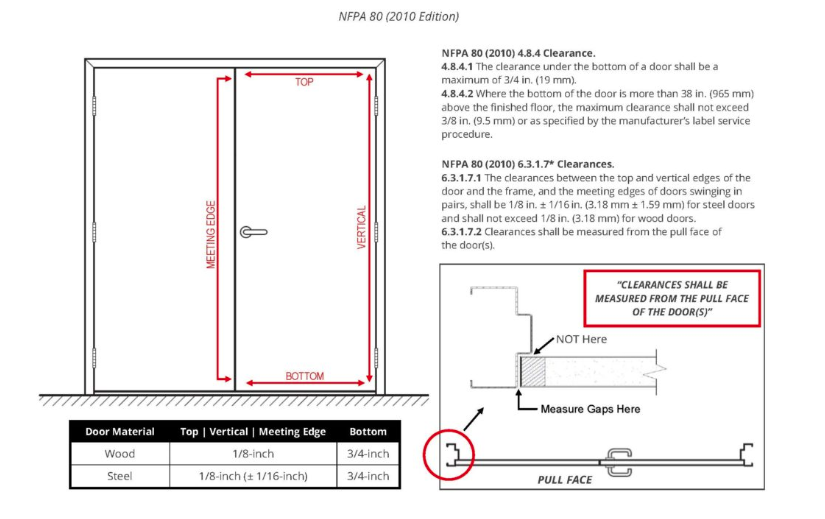 NFPA 80 (2010 Edition)
TOP
MEETING EDGE
VERTICAL
BOTTOM
Door Material Top | Vertical | Meeting Edge Bottom
Wood 1/8-inch 3/4-inch
Steel 1/8-inch (± 1/16-inch) 3/4-inch
NFPA 80 (2010) 4.8.4 Clearance.
4.8.4.1 The clearance under the bottom of a door shall be a
maximum of 3/4 in. (19 mm).
4.8.4.2 Where the bottom of the door is more than 38 in. (965 mm)
above the finished floor, the maximum clearance shall not exceed
3/8 in. (9.5 mm) or as specified by the manufacturer's label service
procedure.
NFPA 80 (2010) 6.3.1.7* Clearances.
6.3.1.7.1 The clearances between the top and vertical edges of the
door and the frame, and the meeting edges of doors swinging in
pairs, shall be 1/8 in. ± 1/16 in. (3.18 mm ± 1.59 mm) for steel doors
and shall not exceed 1/8 in. (3.18 mm) for wood doors.
6.3.1.7.2 Clearances shall be measured from the pull face of
the door(s).
"CLEARANCES SHALL BE
MEASURED FROM THE PULL FACE
OF THE DOOR(S)"
NOT Here
Measure Gaps Here
PULL FACE